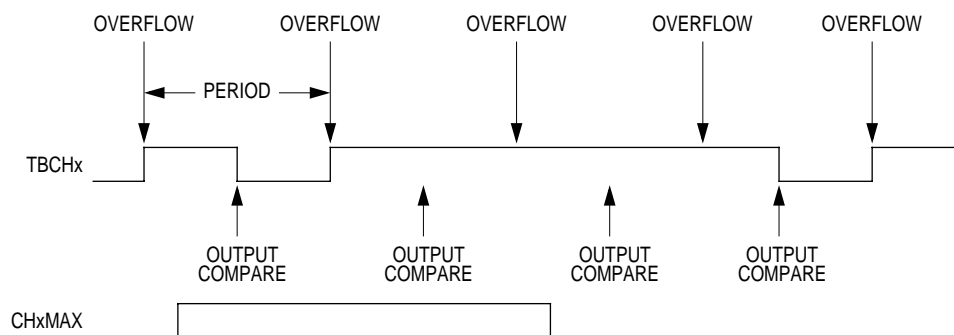 OVERFLOW OVERFLOW OVERFLOW OVERFLOW OVERFLOW
PERIOD
TBCHx
OUTPUT
COMPARE
OUTPUT
COMPARE
OUTPUT
COMPARE
OUTPUT
COMPARE
CHxMAX